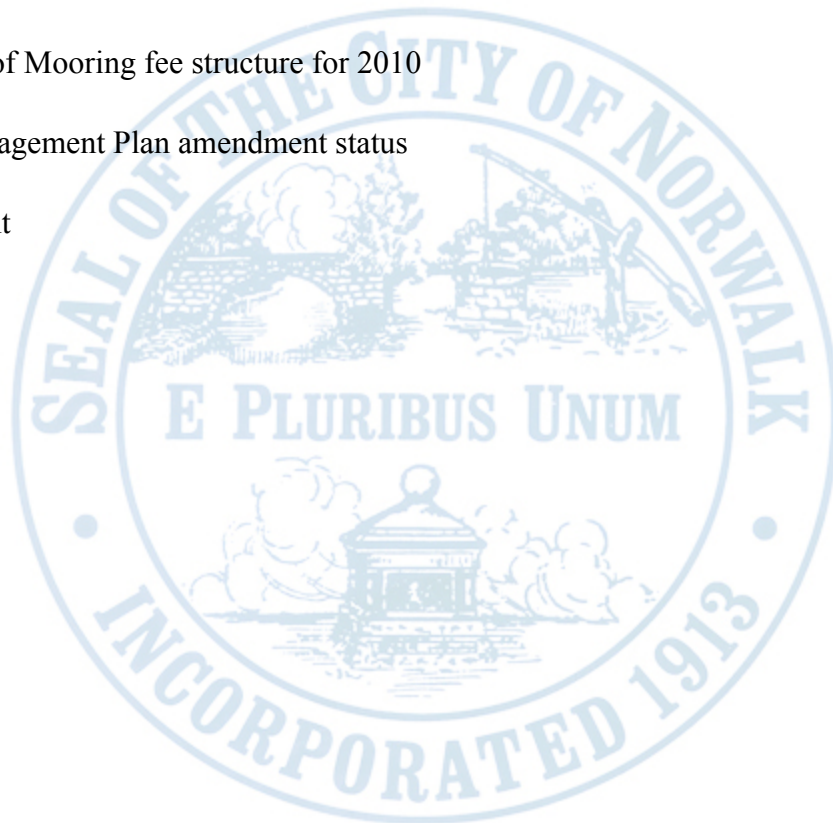 of Mooring fee structure for 2010
agement Plan amendment status
t
SEAL OF THE CITY OF NORWALK
E PLURIBUS UNUM
INCORPORATED 1913